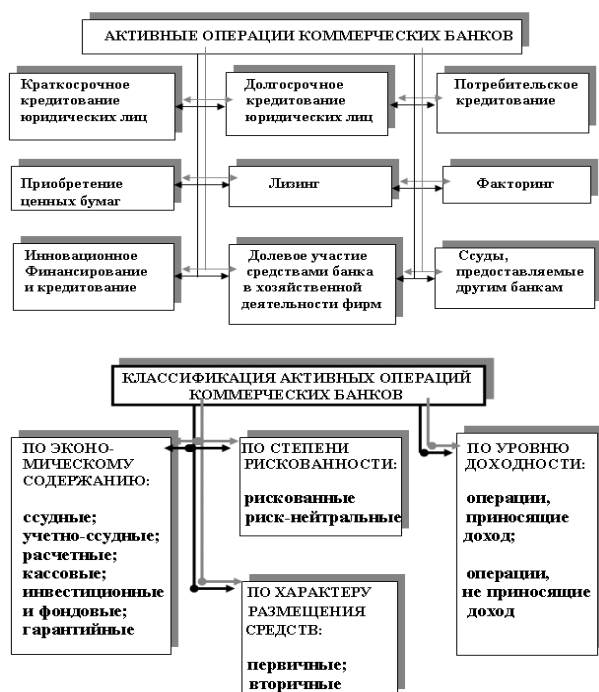 АКТИВНЫЕ ОПЕРАЦИИ КОММЕРЧЕСКИХ БАНКОВ
Краткосрочное
кредитование
юридических лиц
Долгосрочное
кредитование
юридических лиц
Потребительское
кредитование
Приобретение
ценных бумаг
Лизинг
Факторинг
Инновационное
Финансирование
и кредитование
Долевое участие
средствами банка
в хозяйственной
деятельности фирм
Ссуды,
предоставляемые
другим банкам
КЛАССИФИКАЦИЯ АКТИВНЫХ ОПЕРАЦИЙ
КОММЕРЧЕСКИХ БАНКОВ
ПО ЭКОНО-
МИЧЕСКОМУ
СОДЕРЖАНИЮ:
ссудные;
учетно-ссудные;
расчетные;
кассовые;
инвестиционные
и фондовые;
гарантийные
ПО СТЕПЕНИ
РИСКОВАННОСТИ:
рискованные
риск-нейтральные
ПО ХАРАКТЕРУ
РАЗМЕЩЕНИЯ
СРЕДСТВ:
первичные;
вторичные
ПО УРОВНЮ
ДОХОДНОСТИ:
операции,
приносящие
доход;
операции,
не приносящие
доход